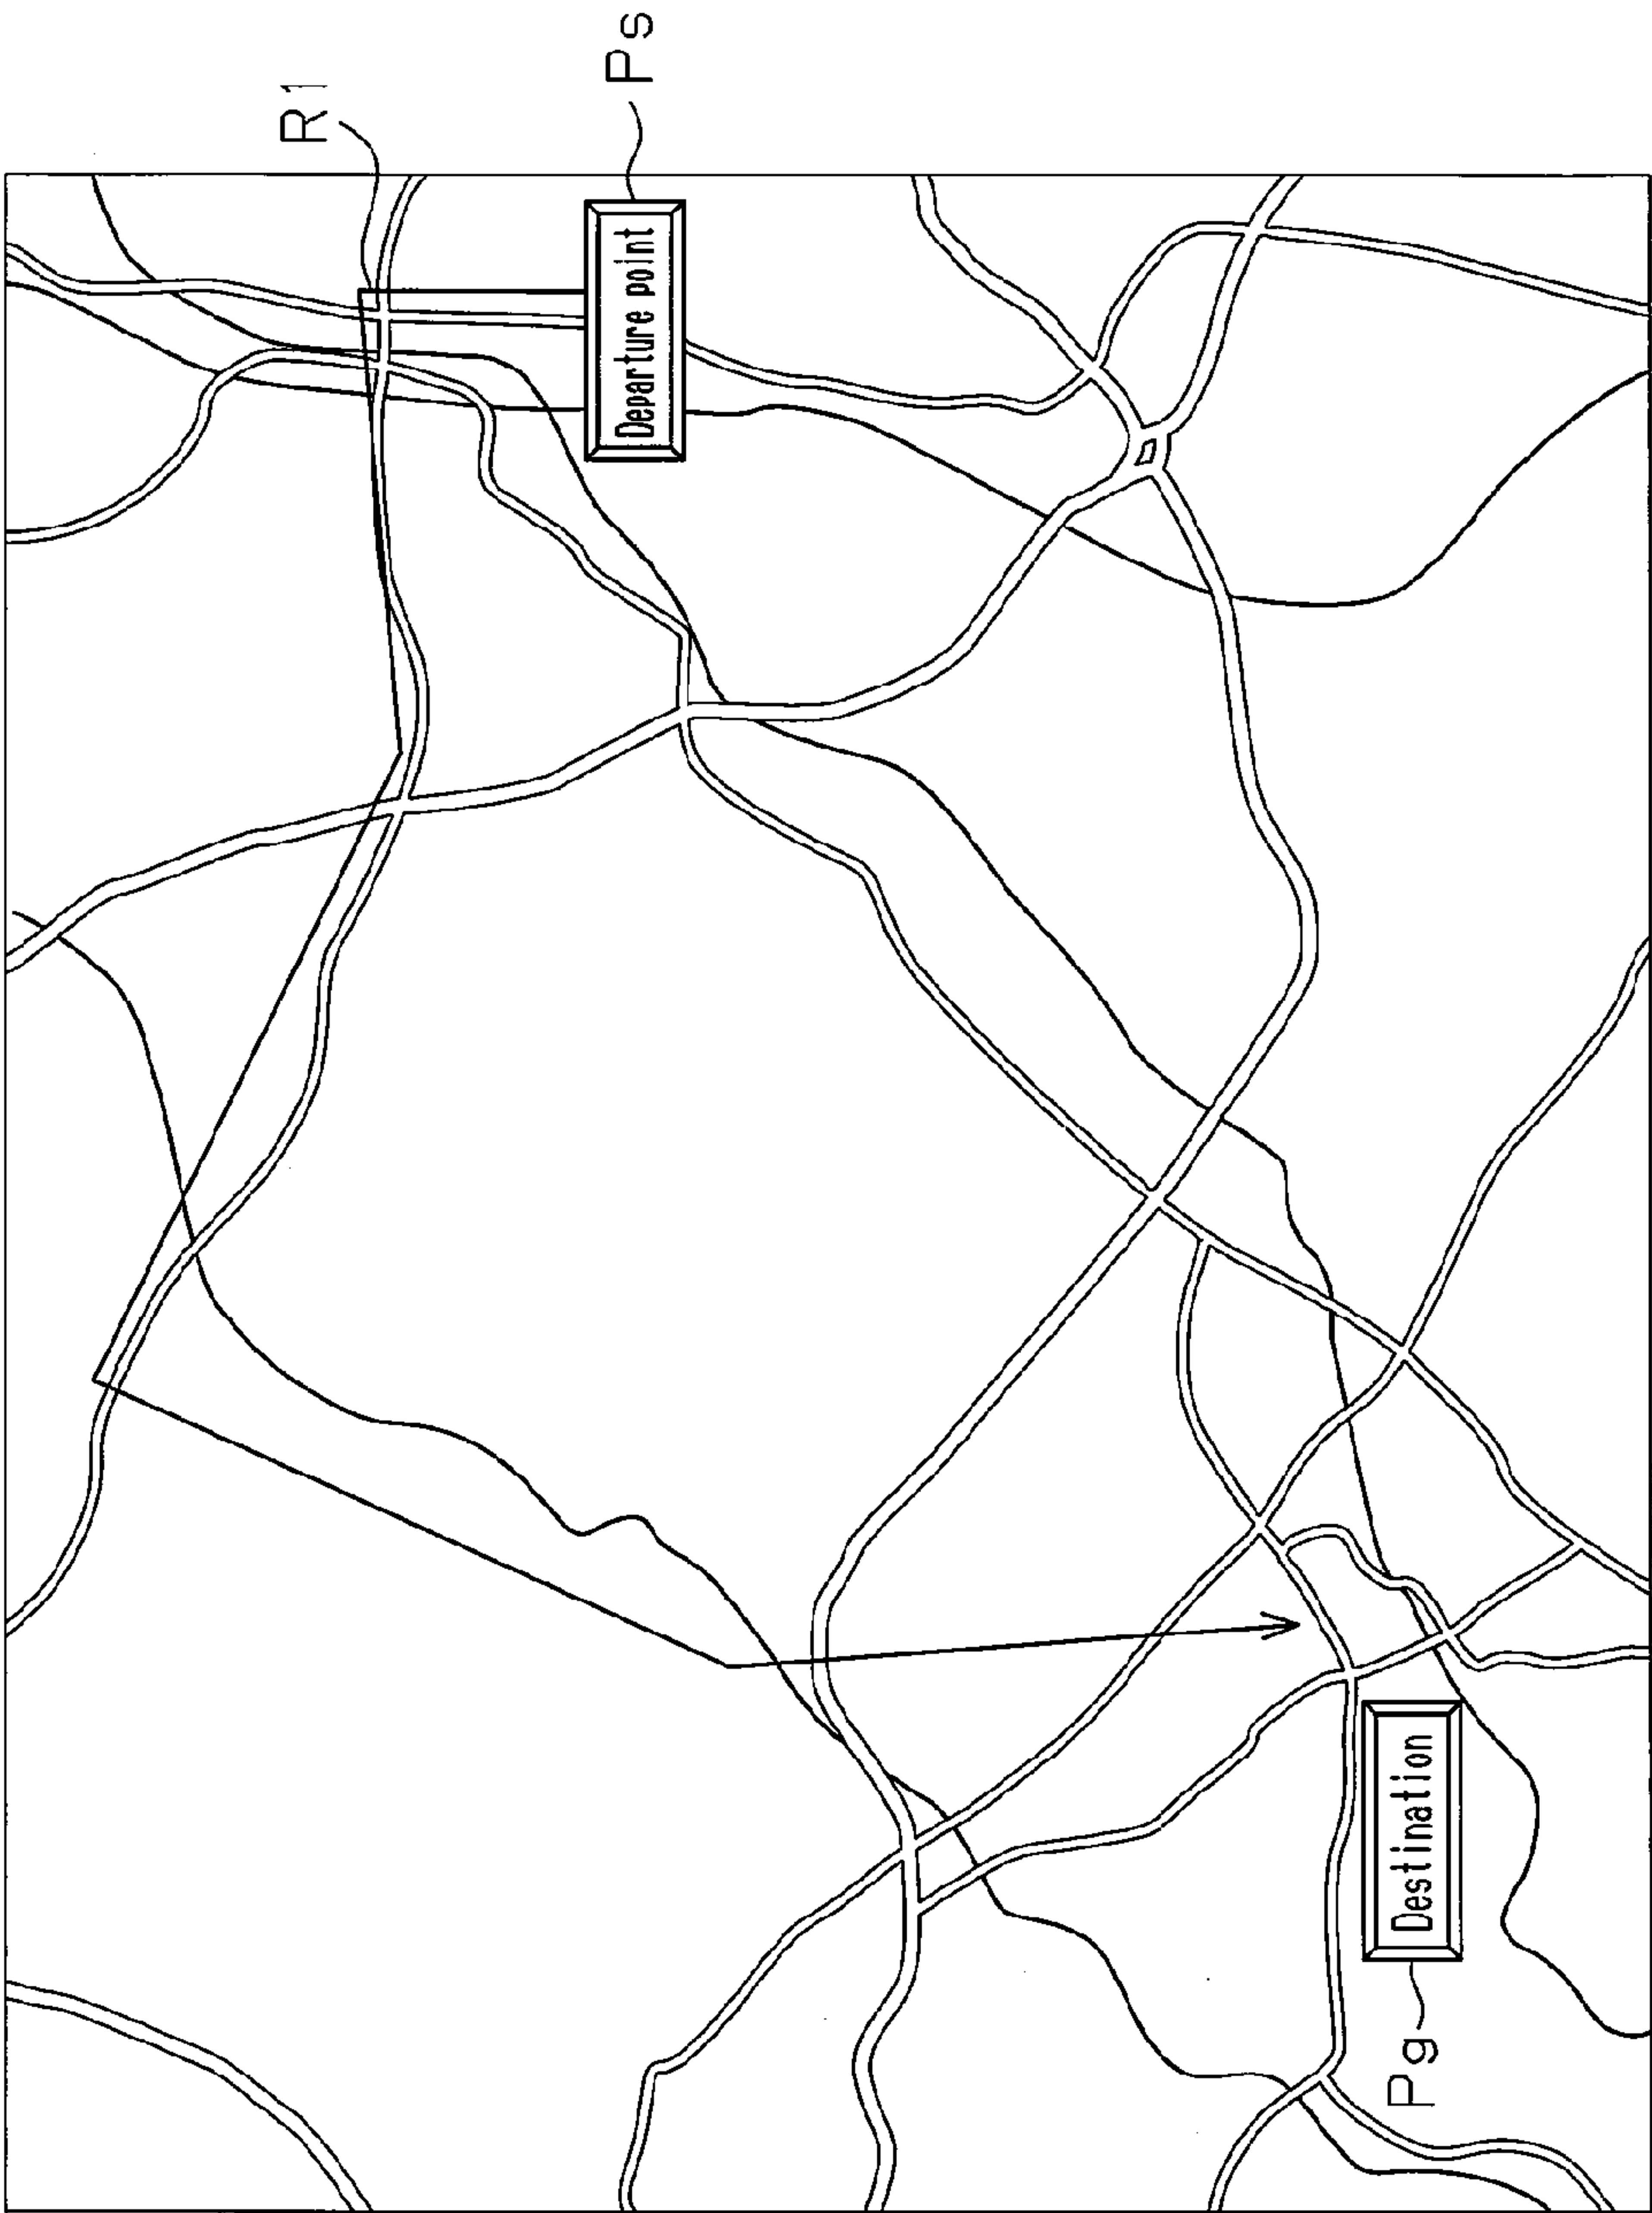 R1
Ps
Departure point
Destination
Pg